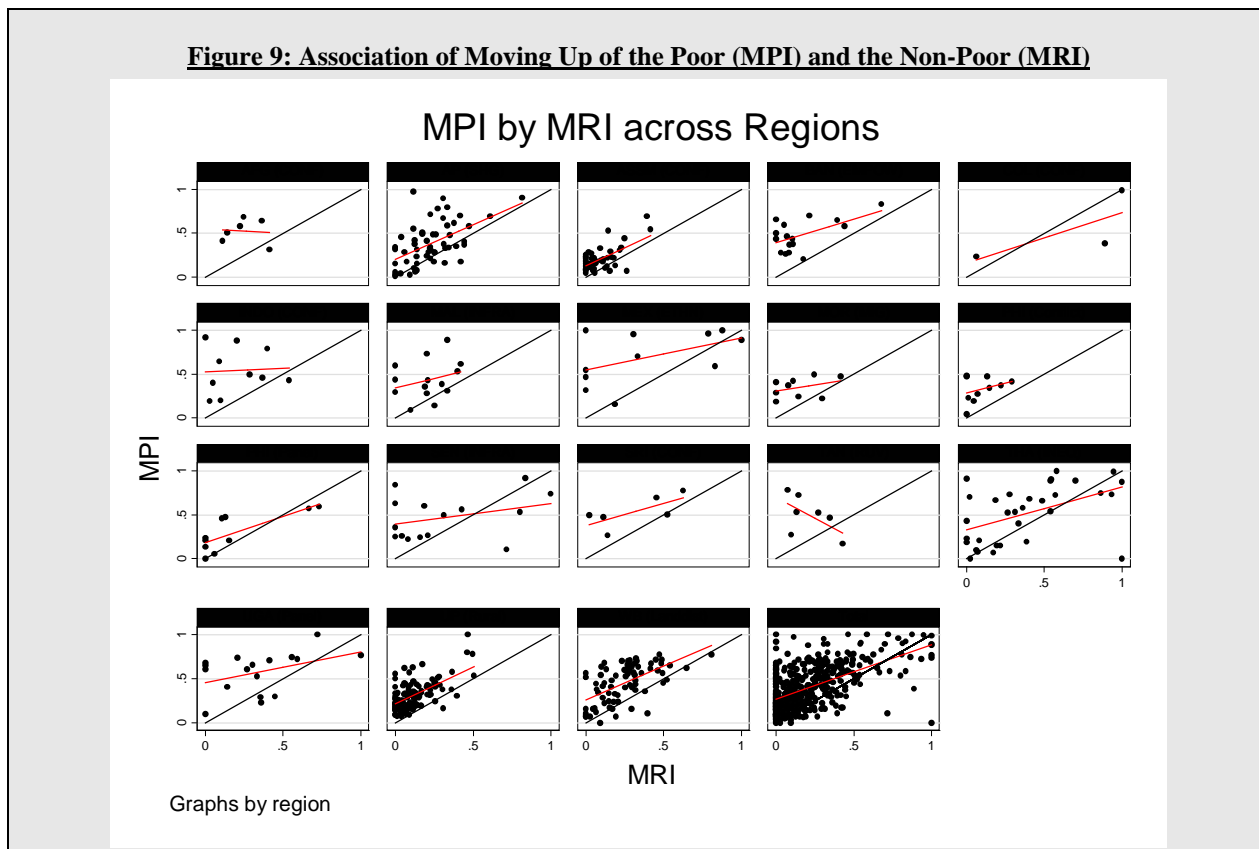 Figure 9: Association of Moving Up of the Poor (MPI) and the Non-Poor (MRI)
MPI by MRI across Regions
0 .5 1
0 .5 1
0 .5 1
0 .5 1
MPI
0 .5 1
0 .5 1
0 .5 1
0 .5 1
0 .5 1
MRI
Graphs by region